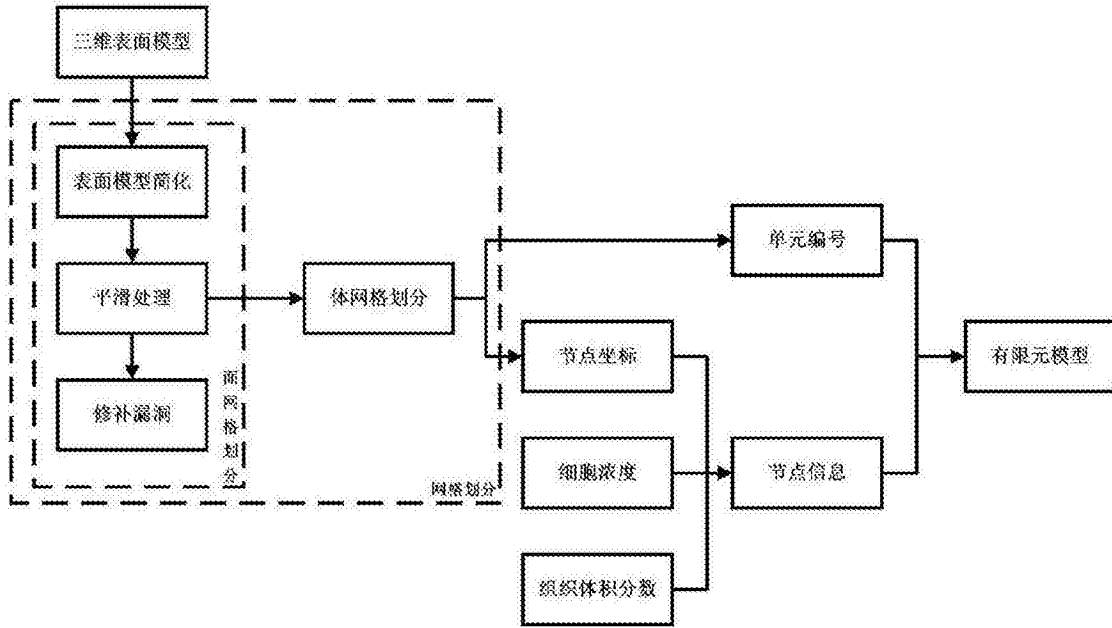 三维表面模型
表面模型简化
平滑处理
修补漏洞
面网格划分
体网格划分
网格划分
单元编号
节点坐标
细胞浓度
组织体积分数
节点信息
有限元模型